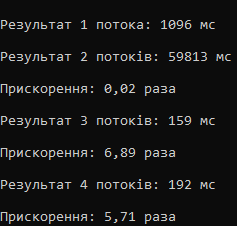 Результат 1 потока: 1096 мс
Результат 2 потоків: 59813 мс
Прискорення: 0,02 раза
Результат 3 потоків: 159 мс
Прискорення: 6,89 раза
Результат 4 потоків: 192 мс
Прискорення: 5,71 раза